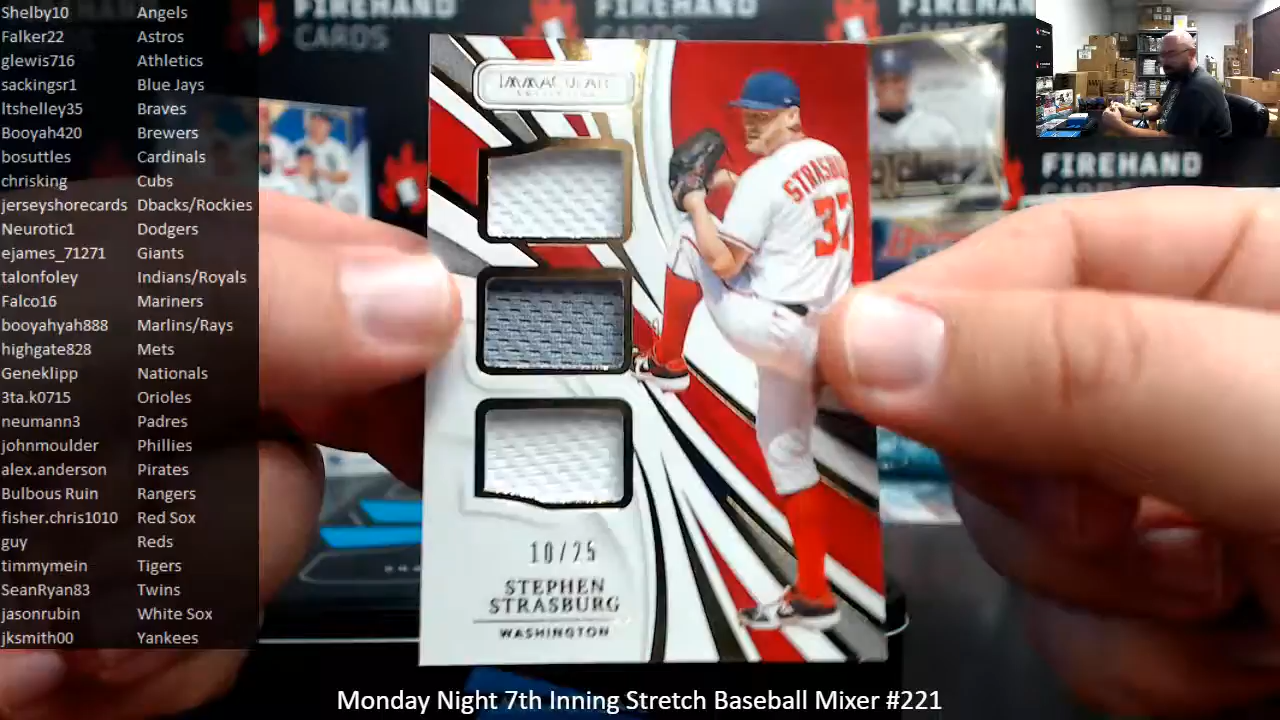 Shelby10 Angels
Falker22 Astros
glewis716 Athletics
sackingsr1 Blue Jays
ltshelley35 Braves
Booyah420 Brewers
bosuttles Cardinals
chrisking Cubs
jerseyshorecards Dbacks/Rockies
Neurotic1 Dodgers
ejames_71271 Giants
talonfoley Indians/Royals
Falco16 Mariners
booyahyah888 Marlins/Rays
highgate828 Mets
Geneklipp Nationals
3ta.k0715 Orioles
neumann3 Padres
johnmoulder Phillies
alex.anderson Pirates
Bulbous Ruin Rangers
fisher.chris1010 Red Sox
guy Reds
timmymein Tigers
SeanRyan83 Twins
jasonrubin White Sox
jksmith00 Yankees
FIREHAND
CARDS
FIREHAND
CARDS
FIREHAND
FIREHAND
CARDS
IMMACULATE
COLLECTION
STRASBU
37
10/25
STEPHEN
STRASBURG
WASHINGTON
Monday Night 7th Inning Stretch Baseball Mixer #221